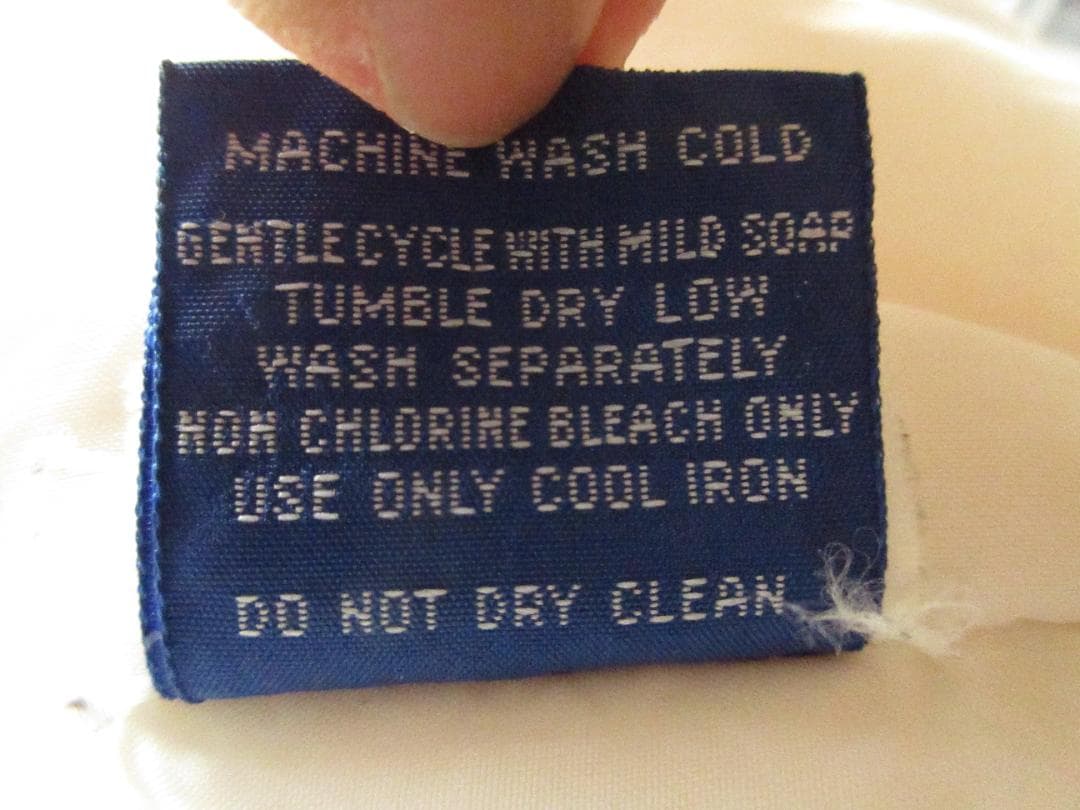 MACHINE WASH COLD
GENTLE CYCLE WITH MILD SOAP
TUMBLE DRY LOW
WASH SEPARATELY
NON CHLORINE BLEACH ONLY
USE ONLY COOL IRON
DO NOT DRY CLEAN